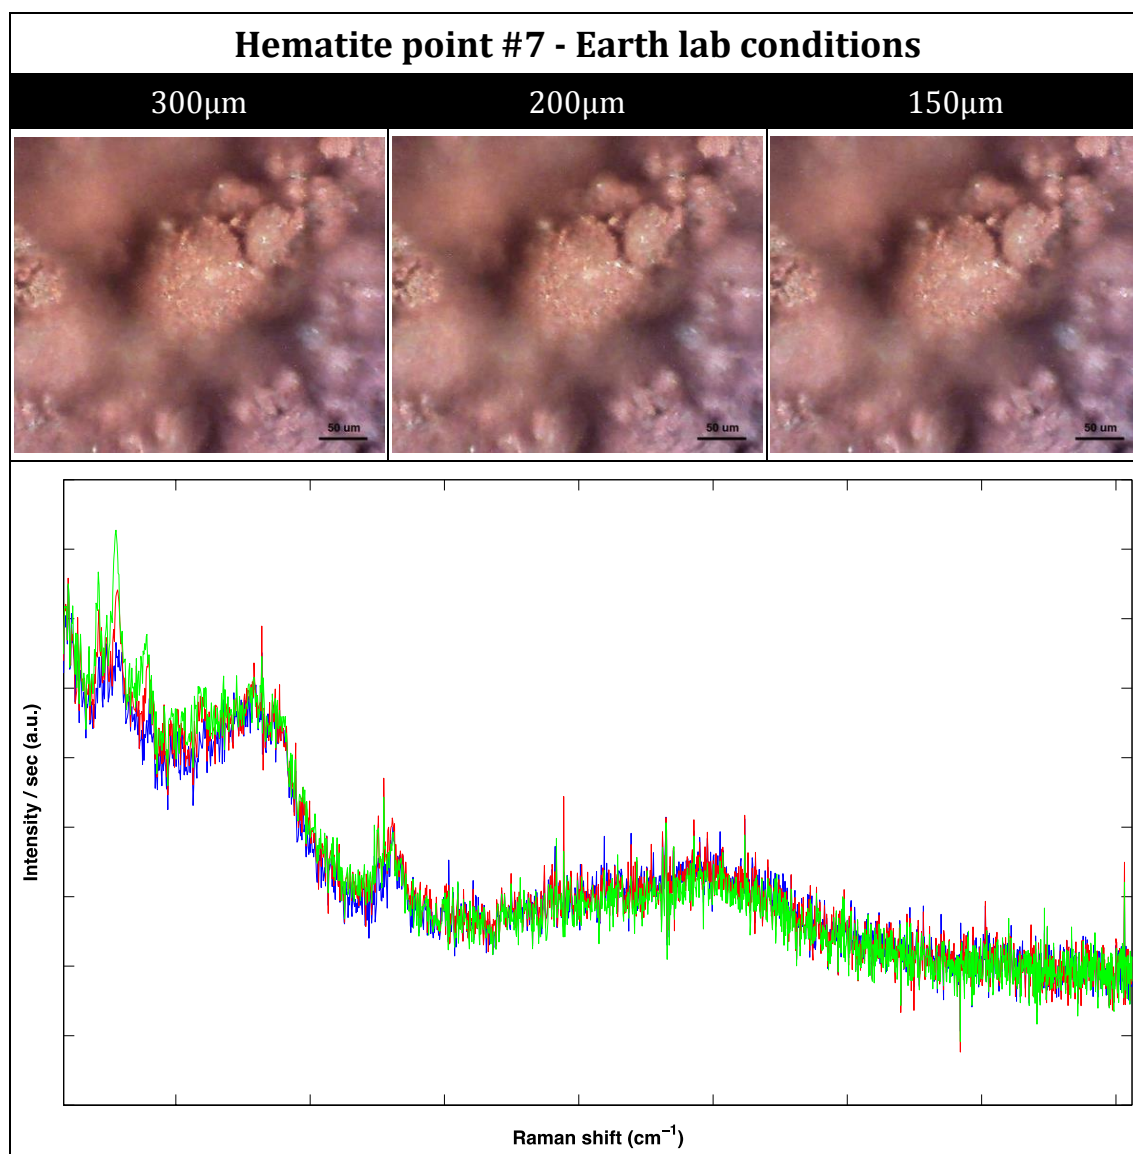 Hematite point #7 - Earth lab conditions
300μm
200μm
150μm
50 um
50 um
50 um
Intensity / sec (a.u.)
Raman shift (cm⁻¹)